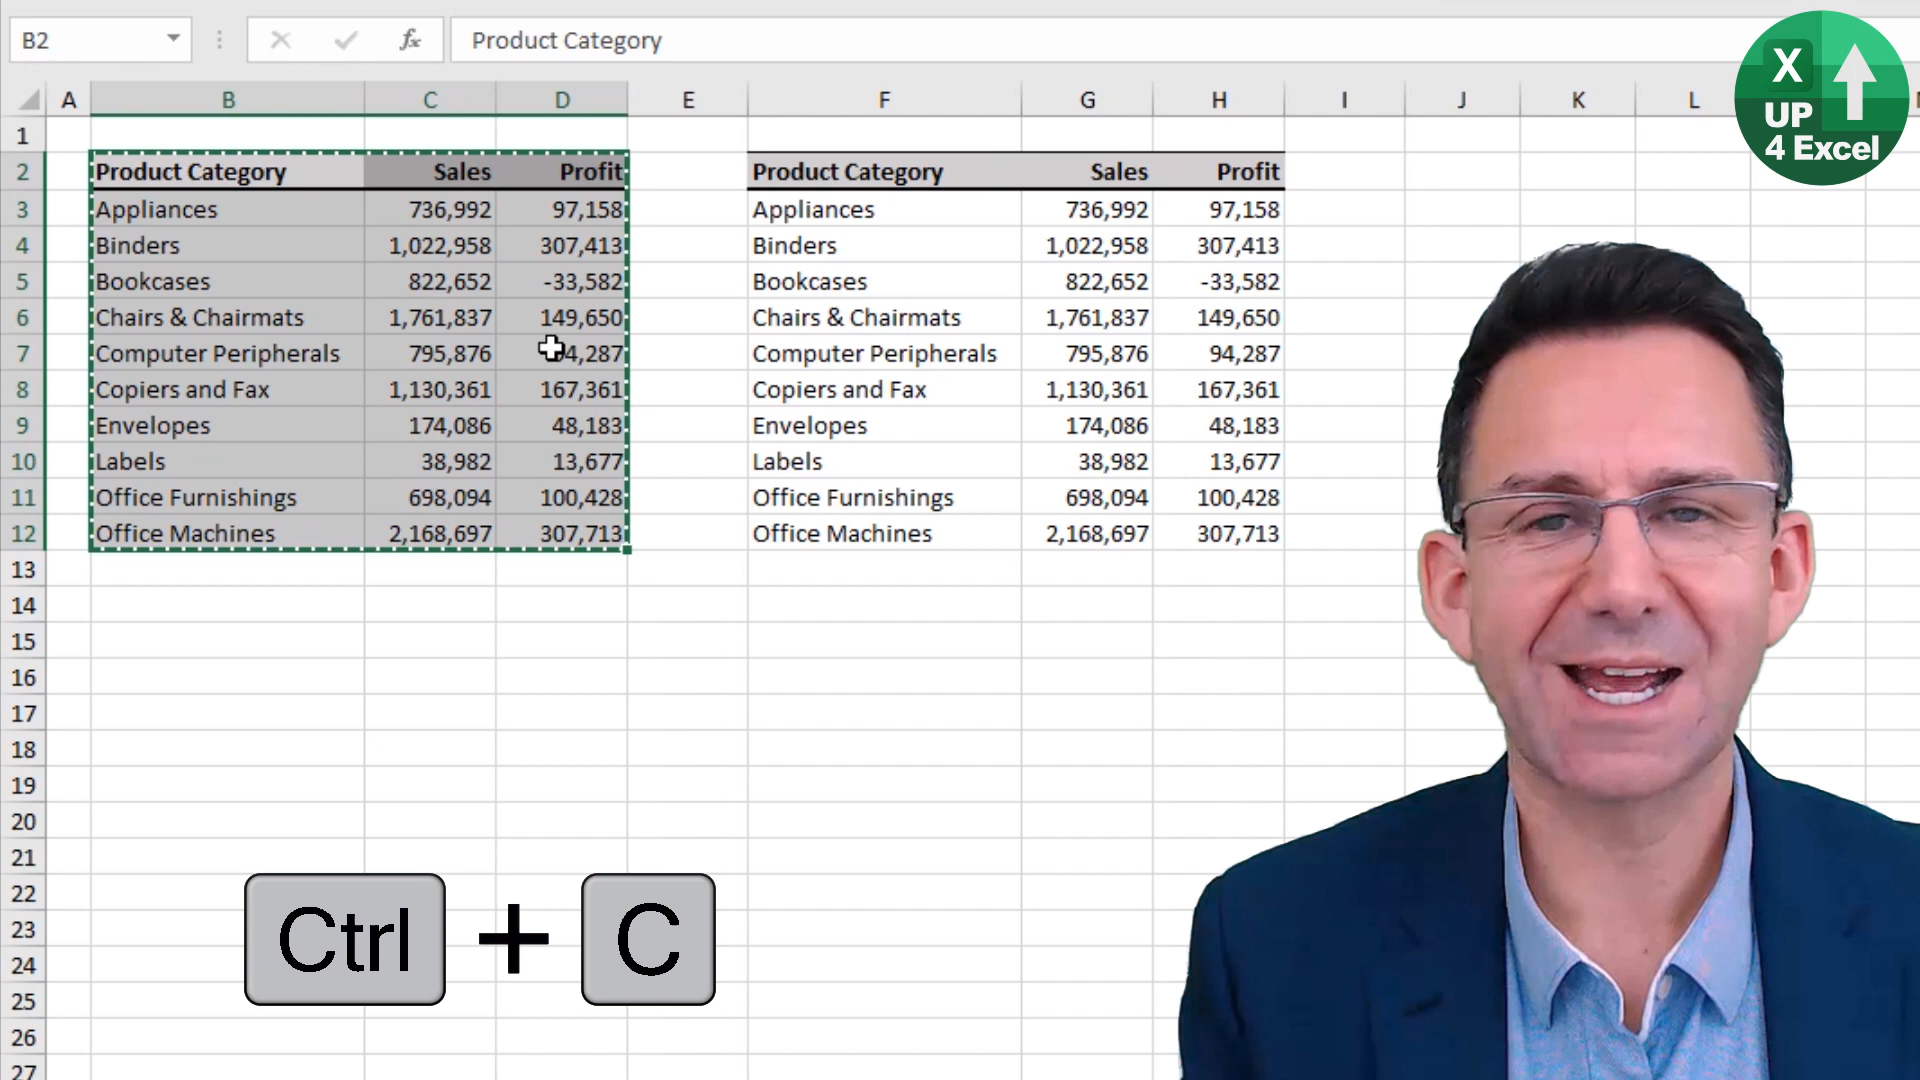 B2 fx Product Category
X
UP
4 Excel
A B C D E F G H I J K L
1
2 Product Category Sales Profit Product Category Sales Profit
3 Appliances 736,992 97,158 Appliances 736,992 97,158
4 Binders 1,022,958 307,413 Binders 1,022,958 307,413
5 Bookcases 822,652 -33,582 Bookcases 822,652 -33,582
6 Chairs & Chairmats 1,761,837 149,650 Chairs & Chairmats 1,761,837 149,650
7 Computer Peripherals 795,876 4,287 Computer Peripherals 795,876 94,287
8 Copiers and Fax 1,130,361 167,361 Copiers and Fax 1,130,361 167,361
9 Envelopes 174,086 48,183 Envelopes 174,086 48,183
10 Labels 38,982 13,677 Labels 38,982 13,677
11 Office Furnishings 698,094 100,428 Office Furnishings 698,094 100,428
12 Office Machines 2,168,697 307,713 Office Machines 2,168,697 307,713
13
14
15
16
17
18
19
20
21
22
23
24
25
26
27
Ctrl + C